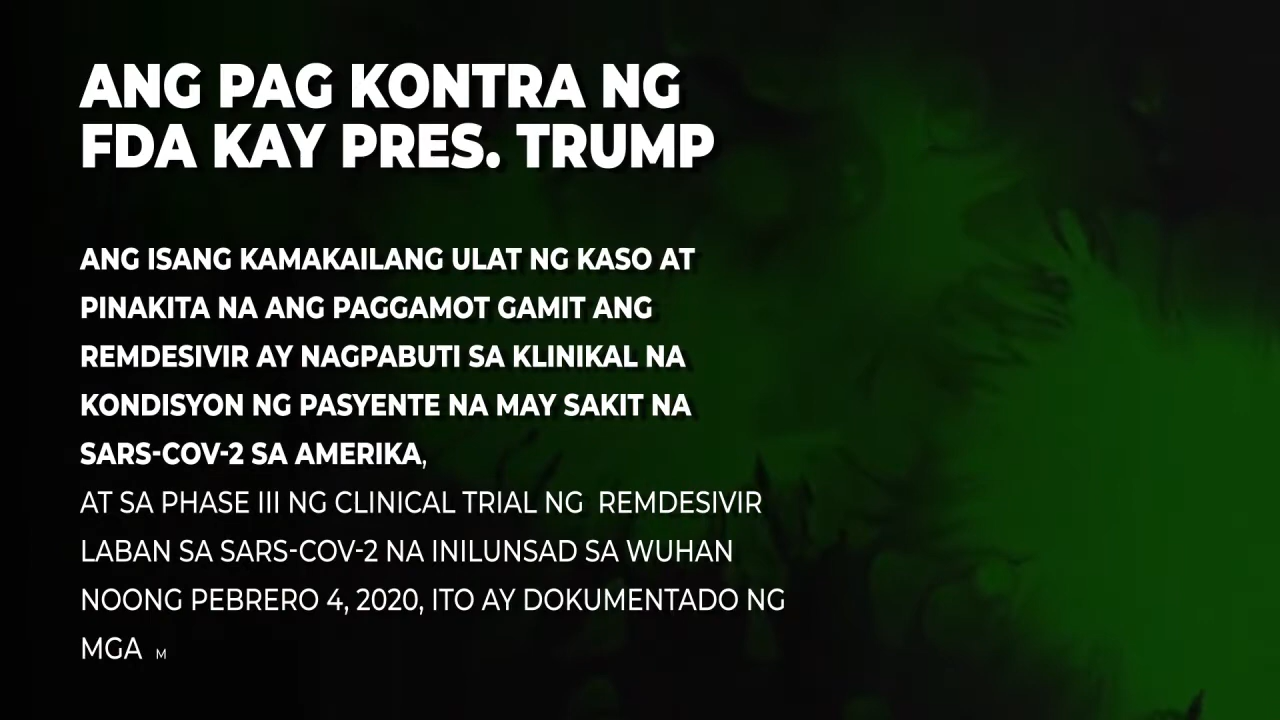 ANG PAG KONTRA NG
FDA KAY PRES. TRUMP
ANG ISANG KAMAKAILANG ULAT NG KASO AT
PINAKITA NA ANG PAGGAMOT GAMIT ANG
REMDESIVIR AY NAGPABUTI SA KLINIKAL NA
KONDISYON NG PASYENTE NA MAY SAKIT NA
SARS-COV-2 SA AMERIKA,
AT SA PHASE III NG CLINICAL TRIAL NG REMDESIVIR
LABAN SA SARS-COV-2 NA INILUNSAD SA WUHAN
NOONG PEBRERO 4, 2020, ITO AY DOKUMENTADO NG
MGA M